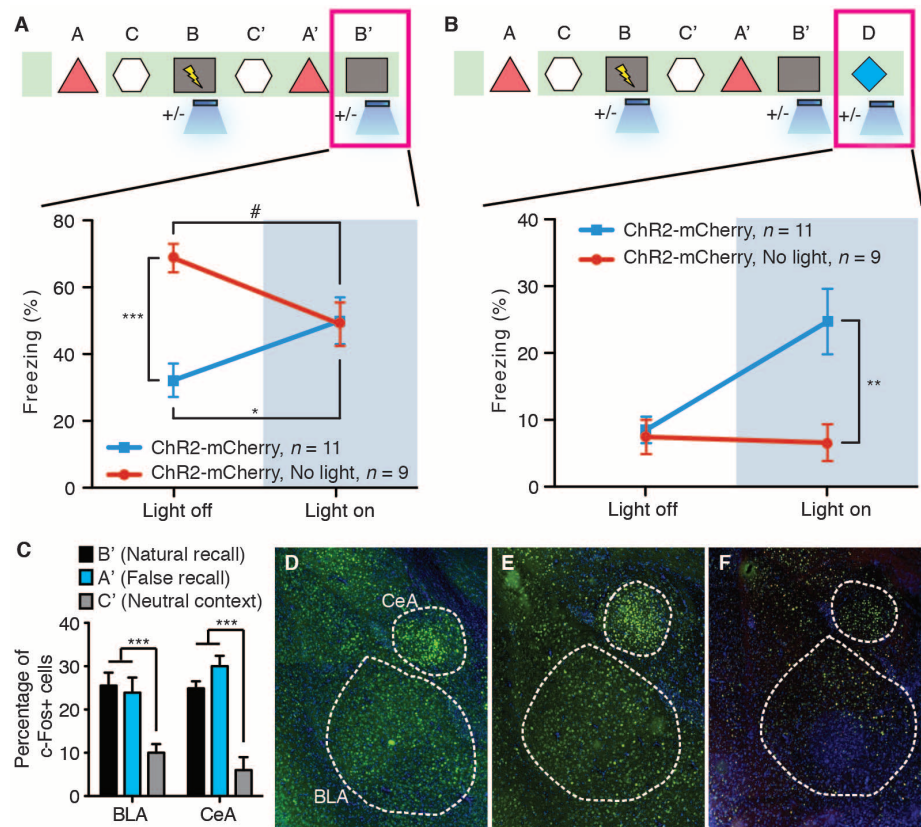 A
A C B C' A' B'
+/- +/-
80
60
40
20
0
Freezing (%)
#
***
*
ChR2-mCherry, n = 11
ChR2-mCherry, No light, n = 9
Light off Light on
B
A C B C' A' B' D
+/- +/- +/-
40
30
20
10
0
Freezing (%)
ChR2-mCherry, n = 11
ChR2-mCherry, No light, n = 9
**
Light off Light on
C
B' (Natural recall)
A' (False recall)
C' (Neutral context)
40
30
20
10
0
Percentage of
c-Fos+ cells
*** ***
BLA CeA
D
CeA
BLA
E
F